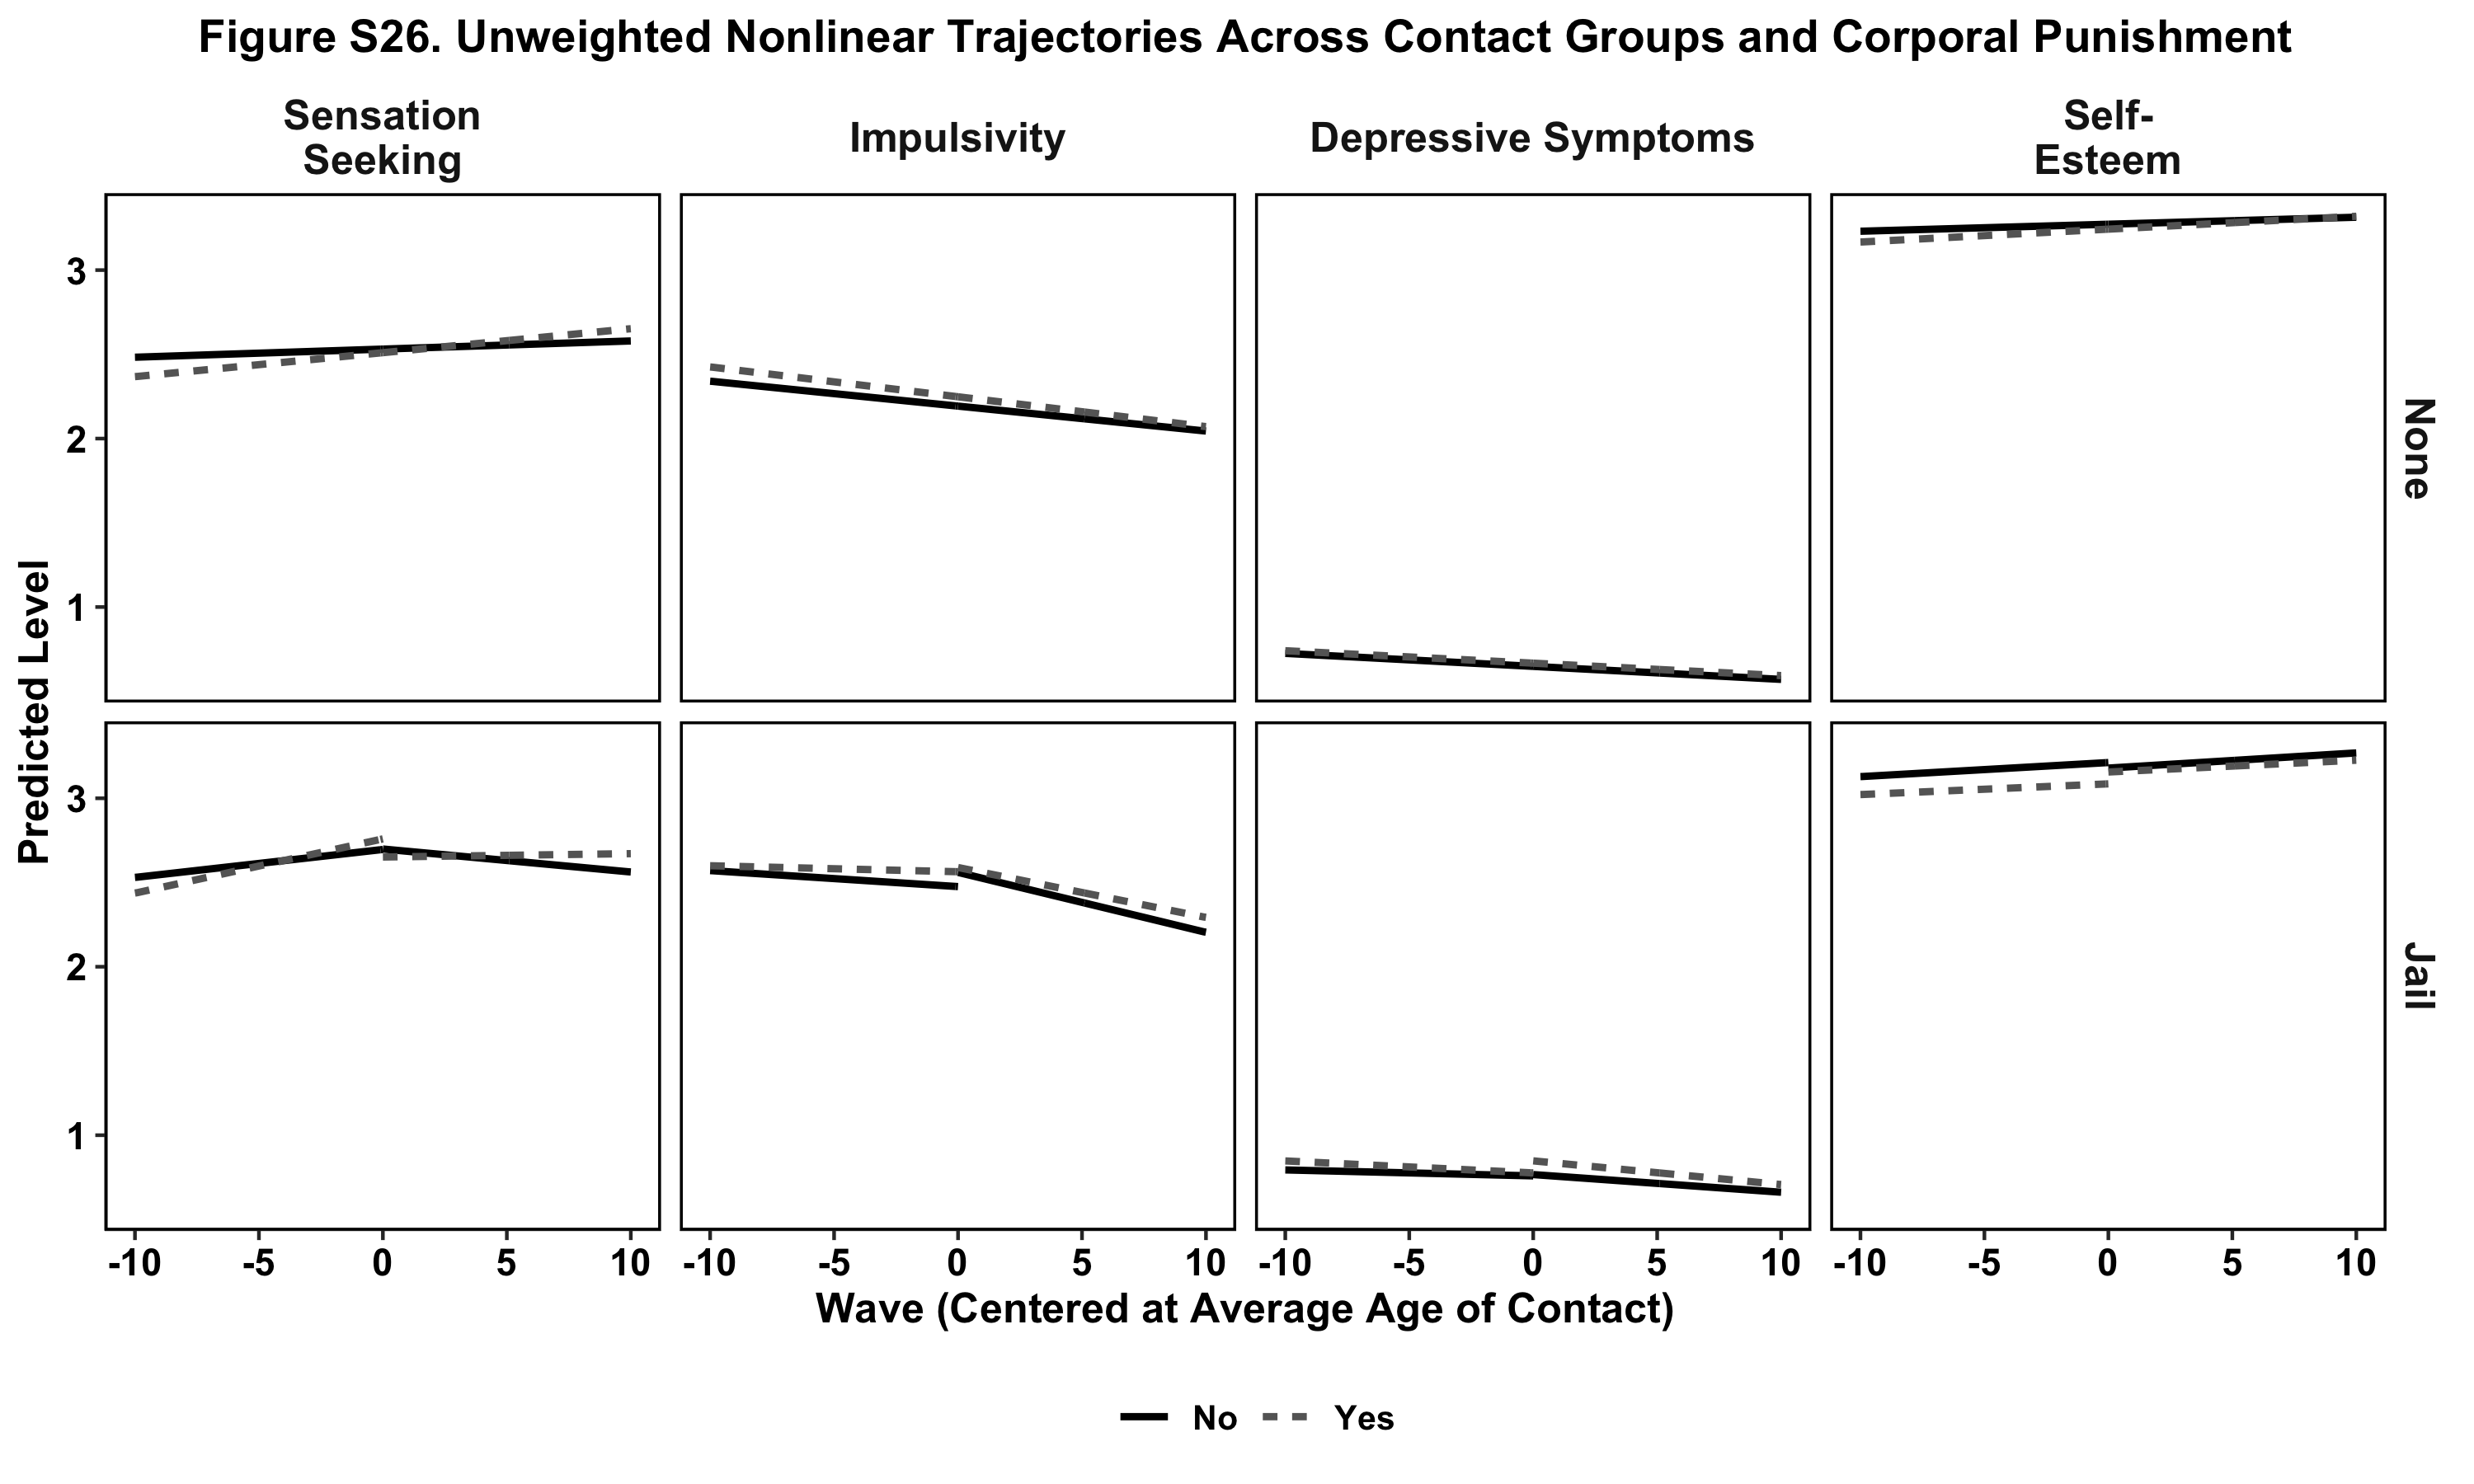 Figure S26. Unweighted Nonlinear Trajectories Across Contact Groups and Corporal Punishment
Sensation
Seeking
Impulsivity
Depressive Symptoms
Self-
Esteem
Predicted Level
3
2
1
None
3
2
1
Jail
-10 -5 0 5 10 -10 -5 0 5 10 -10 -5 0 5 10 -10 -5 0 5 10
Wave (Centered at Average Age of Contact)
No Yes